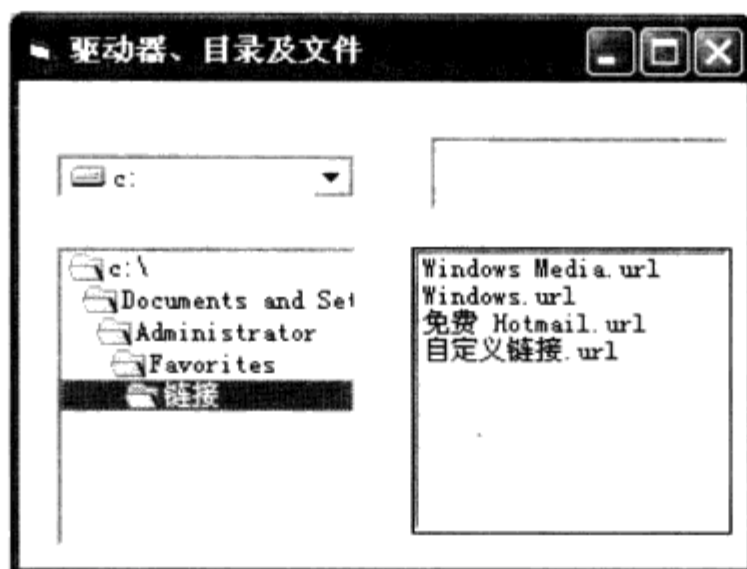 驱动器、目录及文件
c:
c:\
Documents and Set
Administrator
Favorites
链接
Windows Media.url
Windows.url
免费 Hotmail.url
自定义链接.url